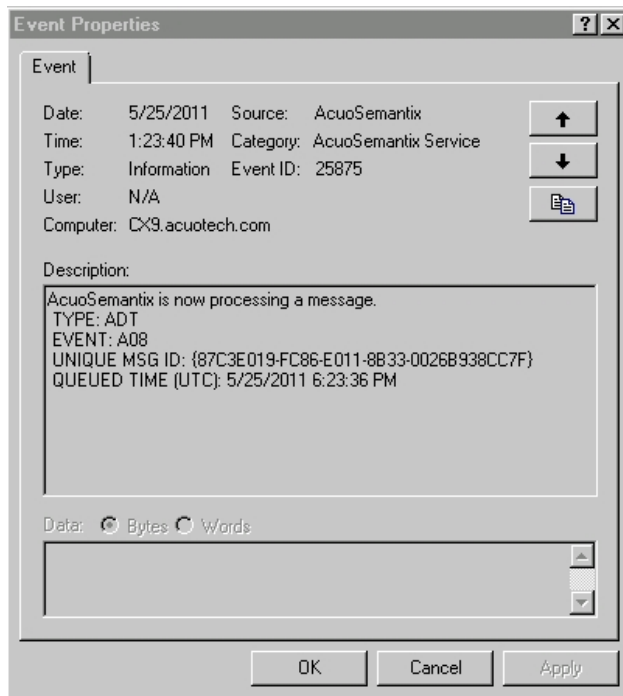 Event Properties
Event
Date: 5/25/2011 Source: AcuoSemantix
Time: 1:23:40 PM Category: AcuoSemantix Service
Type: Information Event ID: 25875
User: N/A
Computer: CX9.acuotech.com
Description:
AcuoSemantix is now processing a message.
TYPE: ADT
EVENT: A08
UNIQUE MSG ID: {87C3E019-FC86-E011-8B33-0026B938CC7F}
QUEUED TIME (UTC): 5/25/2011 6:23:36 PM
Data: Bytes Words
OK Cancel Apply